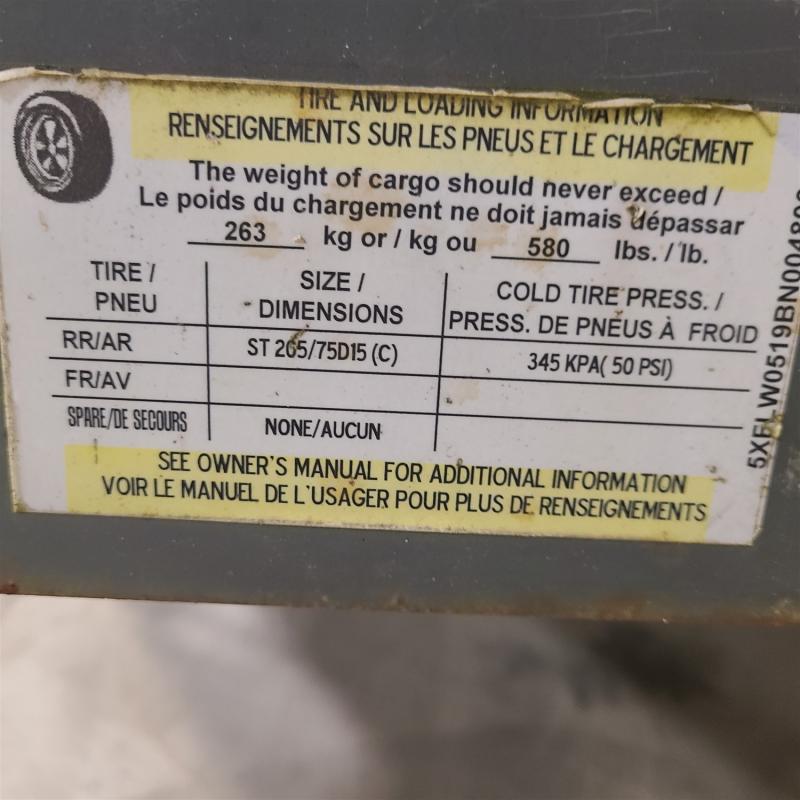 TIRE AND LOADING INFORMATION
RENSEIGNEMENTS SUR LES PNEUS ET LE CHARGEMENT
The weight of cargo should never exceed /
Le poids du chargement ne doit jamais dépassar
263 kg or / kg ou 580 lbs. / lb.
TIRE / PNEU
SIZE / DIMENSIONS
COLD TIRE PRESS. / PRESS. DE PNEUS À FROID
RR/AR ST 205/75D15 (C) 345 KPA( 50 PSI)
FR/AV
SPARE/DE SECOURS NONE/AUCUN
SEE OWNER'S MANUAL FOR ADDITIONAL INFORMATION
VOIR LE MANUEL DE L'USAGER POUR PLUS DE RENSEIGNEMENTS